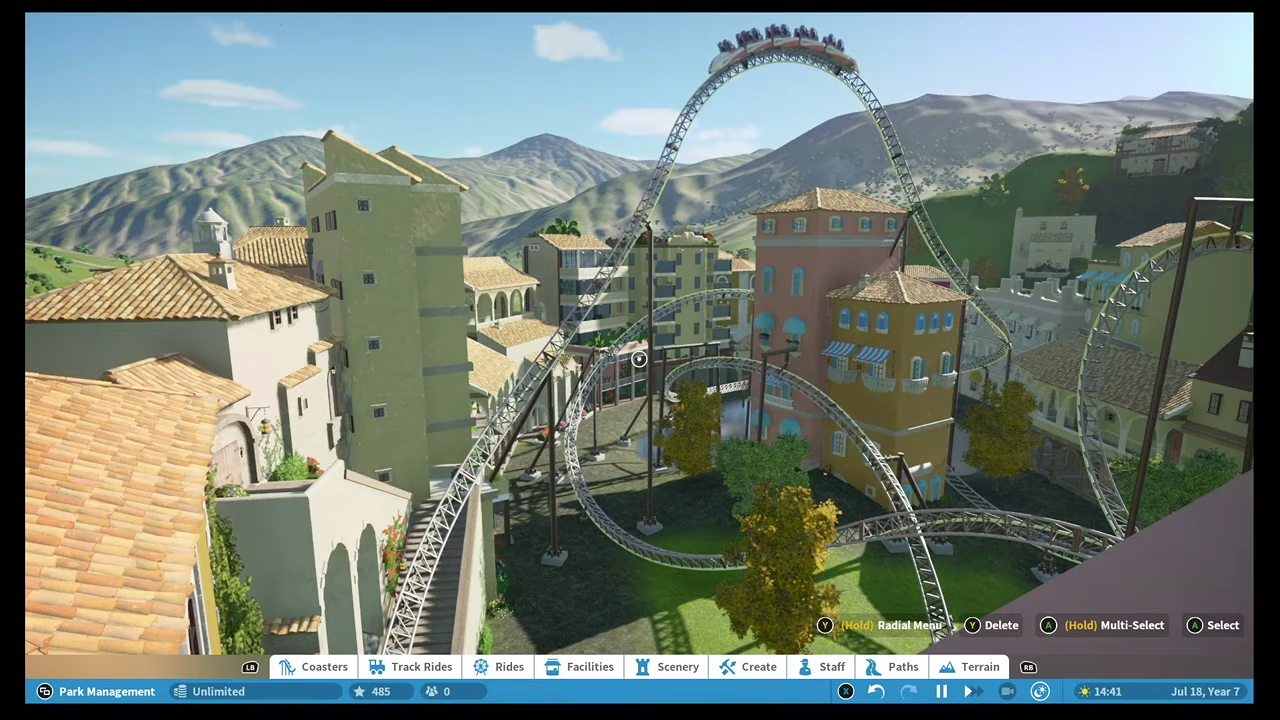 Y (Hold) Radial Menu Y Delete A (Hold) Multi-Select A Select
LB Coasters Track Rides Rides Facilities Scenery Create Staff Paths Terrain RB
Park Management Unlimited 485 0 X 14:41 Jul 18, Year 7